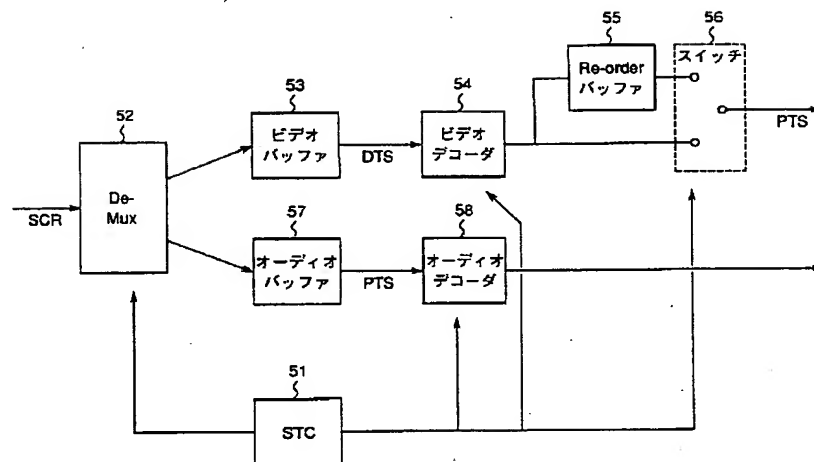 55
56
Re-order
バッファ
スイッチ
53
54
52
ビデオ
バッファ
DTS
ビデオ
デコーダ
PTS
De-
Mux
SCR
57
58
オーディオ
バッファ
PTS
オーディオ
デコーダ
51
STC